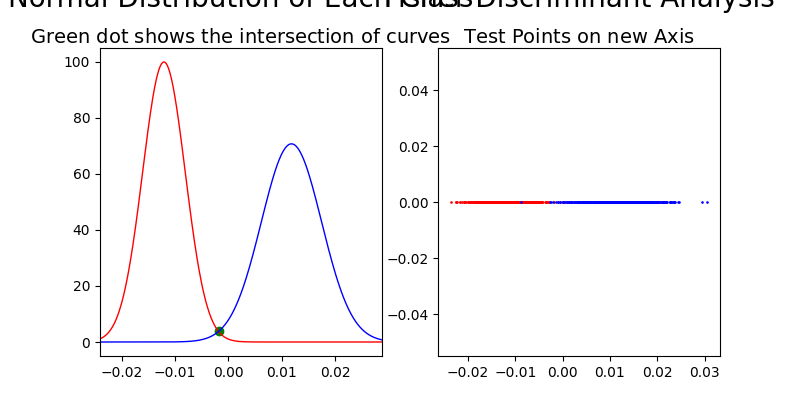 Normal Distribution of Each Class
Discriminant Analysis
Green dot shows the intersection of curves
Test Points on new Axis
100
80
60
40
20
0
−0.02 −0.01 0.00 0.01 0.02
0.04
0.02
0.00
−0.02
−0.04
−0.02 −0.01 0.00 0.01 0.02 0.03